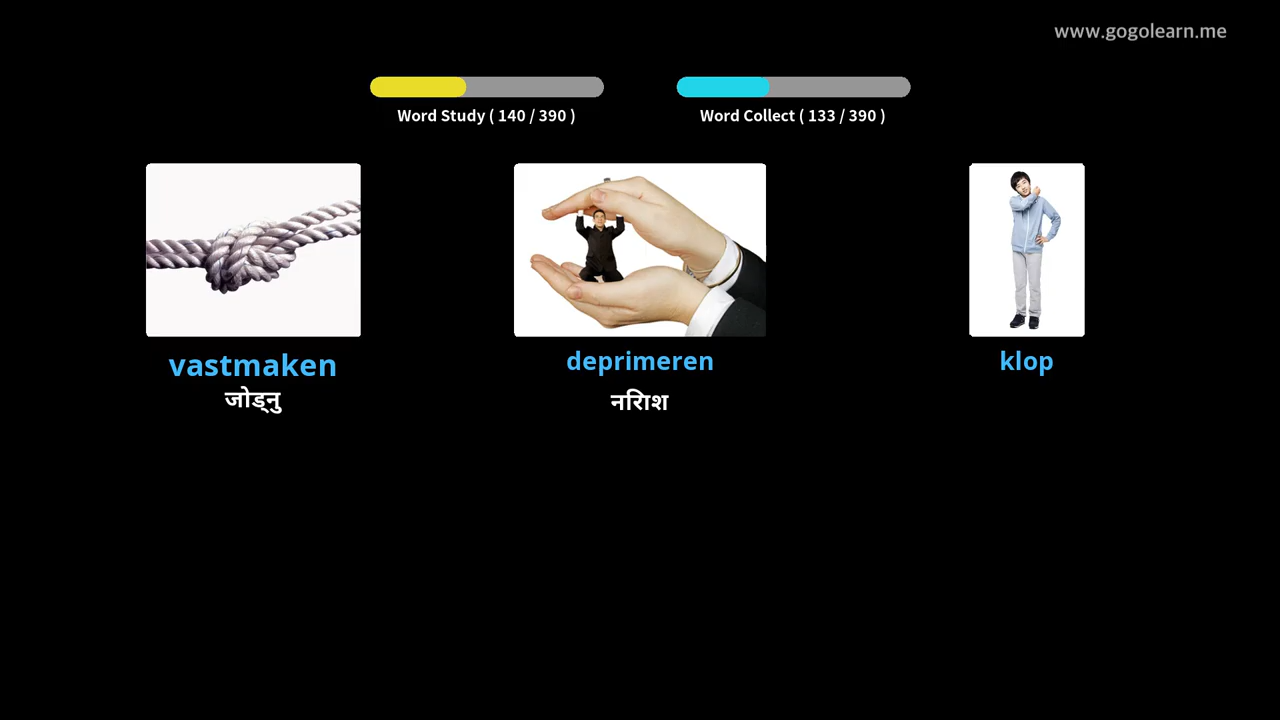 www.gogolearn.me
Word Study ( 140 / 390 )
Word Collect ( 133 / 390 )
vastmaken
जोड्नु
deprimeren
निराश
klop